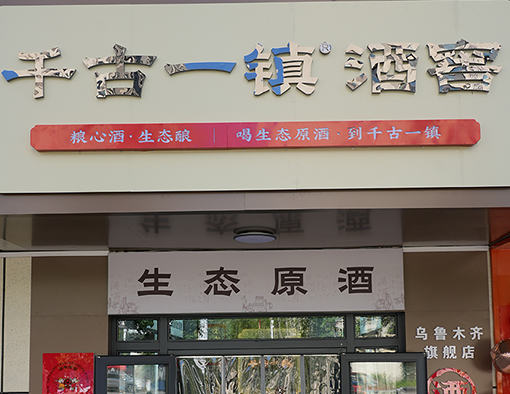 千古一镇® 酒窖
粮心酒·生态酿 | 喝生态原酒·到千古一镇
生态原酒
乌鲁木齐
旗舰店
酒